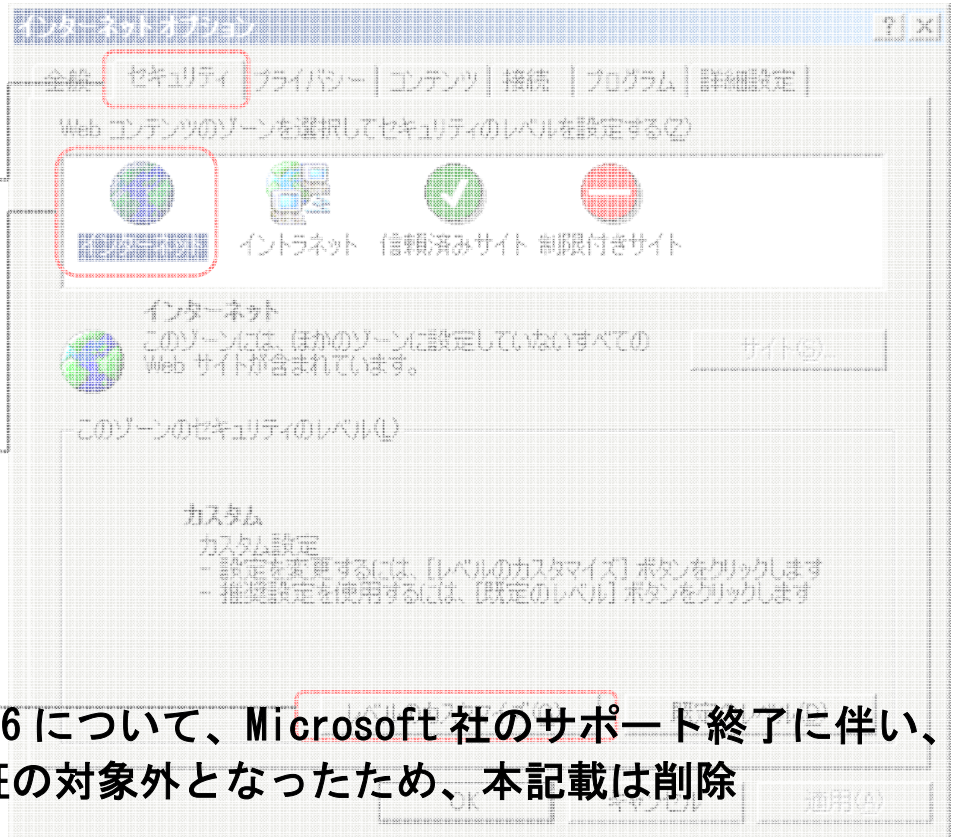 インターネット オプション
全般 セキュリティ プライバシー コンテンツ 接続 プログラム 詳細設定
Web コンテンツのゾーンを選択してセキュリティのレベルを設定する(Z)
インターネット イントラネット 信頼済みサイト 制限付きサイト
インターネット
このゾーンには、ほかのゾーンに設定していないすべての
Web サイトが含まれています。
サイト(S)
このゾーンのセキュリティのレベル(L)
カスタム
カスタム設定
- 設定を変更するには、[レベルのカスタマイズ] ボタンをクリックします
- 推奨設定を使用するには、[既定のレベル] ボタンをクリックします
6 について、Microsoft 社のサポート終了に伴い、
の対象外となったため、本記載は削除
OK キャンセル 適用(A)